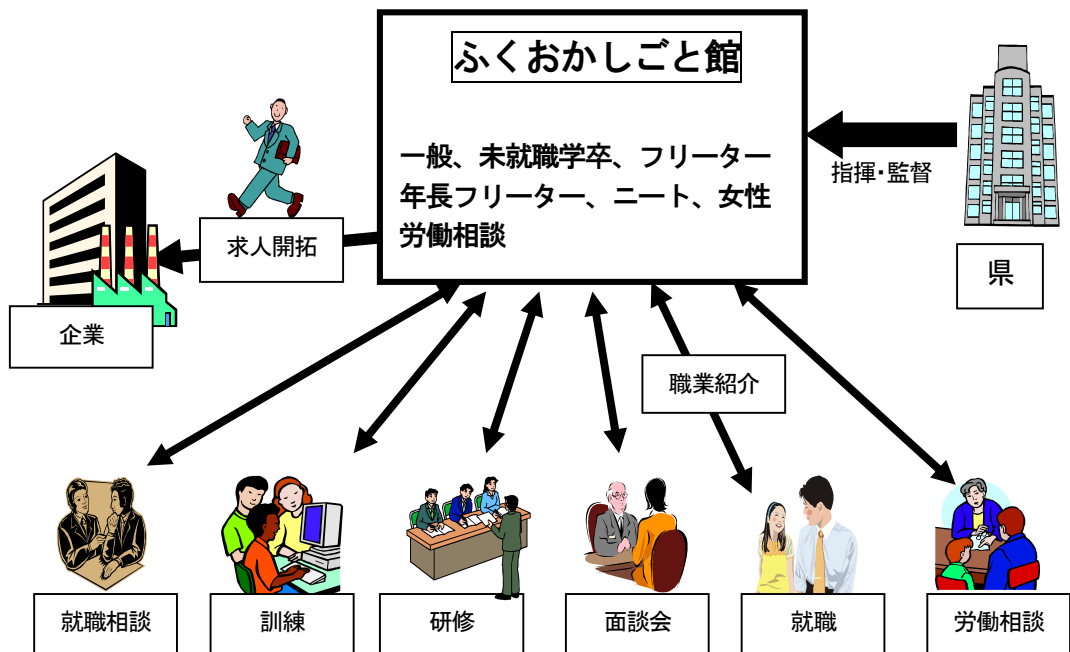 ふくおかしごと館
一般、未就職学卒、フリーター
年長フリーター、ニート、女性
労働相談
指揮・監督
県
求人開拓
企業
職業紹介
就職相談
訓練
研修
面談会
就職
労働相談